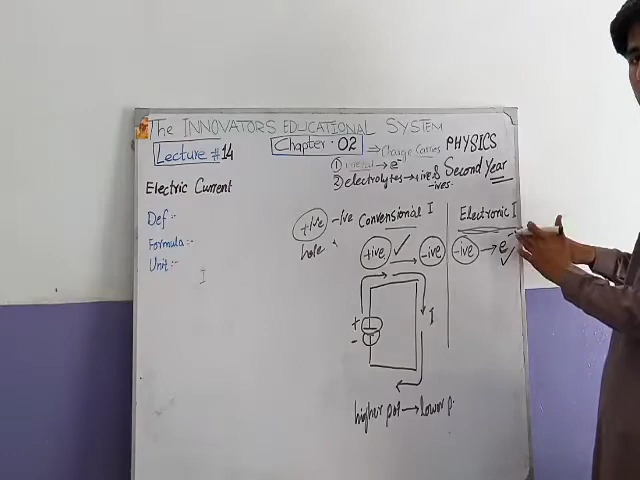 The INNOVATORS EDUCATIONAL SYSTEM
Lecture #14
Chapter. 02
⇒ Charge Carries
PHYSICS
① metal → e⁻
Second Year
② electrolytes → +ive &
-ives.
Electric Current
Def:-
Formula:-
Unit:-
I
+ive -ive
hole
Convensional I
+ive ✓ → -ive
+
-
I
higher pot → lower p.
Electronic I
-ive → e⁻
✓